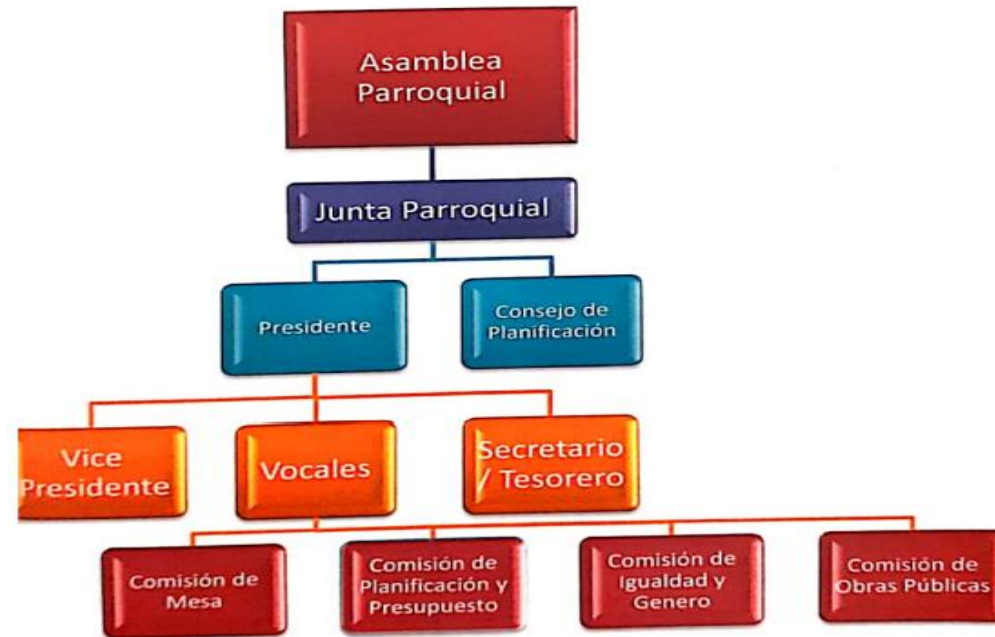 Asamblea
Parroquial
Junta Parroquial
Presidente
Consejo de
Planificación
Vice
Presidente
Vocales
Secretario
/ Tesorero
Comisión de
Mesa
Comisión de
Planificación y
Presupuesto
Comisión de
Igualdad y
Genero
Comisión de
Obras Públicas